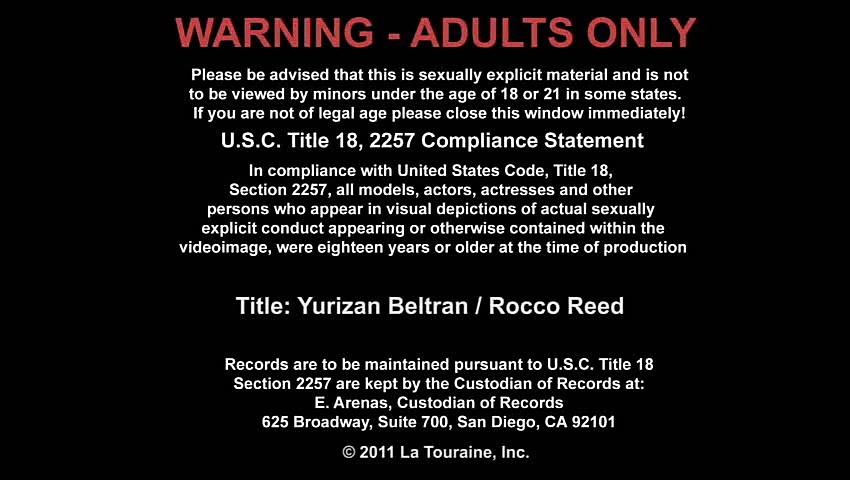 WARNING - ADULTS ONLY
Please be advised that this is sexually explicit material and is not
to be viewed by minors under the age of 18 or 21 in some states.
If you are not of legal age please close this window immediately!
U.S.C. Title 18, 2257 Compliance Statement
In compliance with United States Code, Title 18,
Section 2257, all models, actors, actresses and other
persons who appear in visual depictions of actual sexually
explicit conduct appearing or otherwise contained within the
videoimage, were eighteen years or older at the time of production
Title: Yurizan Beltran / Rocco Reed
Records are to be maintained pursuant to U.S.C. Title 18
Section 2257 are kept by the Custodian of Records at:
E. Arenas, Custodian of Records
625 Broadway, Suite 700, San Diego, CA 92101
© 2011 La Touraine, Inc.